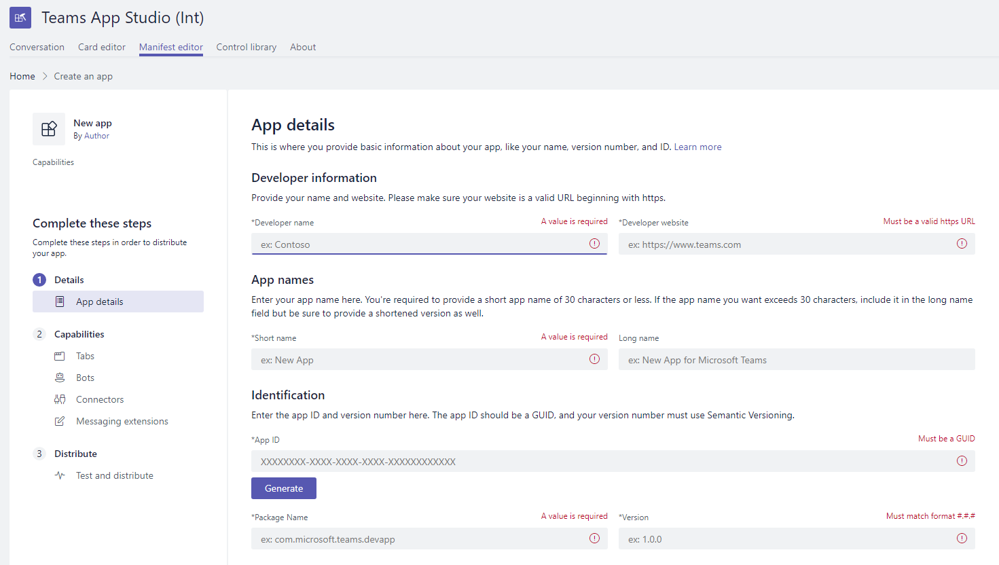 Teams App Studio (Int)
Conversation Card editor Manifest editor Control library About
Home > Create an app
New app
By Author
Capabilities
Complete these steps
Complete these steps in order to distribute
your app.
1 Details
App details
2 Capabilities
Tabs
Bots
Connectors
Messaging extensions
3 Distribute
Test and distribute
App details
This is where you provide basic information about your app, like your name, version number, and ID. Learn more
Developer information
Provide your name and website. Please make sure your website is a valid URL beginning with https.
*Developer name A value is required
ex: Contoso
*Developer website Must be a valid https URL
ex: https://www.teams.com
App names
Enter your app name here. You're required to provide a short app name of 30 characters or less. If the app name you want exceeds 30 characters, include it in the long name
field but be sure to provide a shortened version as well.
*Short name A value is required
ex: New App
Long name
ex: New App for Microsoft Teams
Identification
Enter the app ID and version number here. The app ID should be a GUID, and your version number must use Semantic Versioning.
*App ID Must be a GUID
XXXXXXXX-XXXX-XXXX-XXXX-XXXXXXXXXXXX
Generate
*Package Name A value is required
ex: com.microsoft.teams.devapp
*Version Must match format #.#.#
ex: 1.0.0